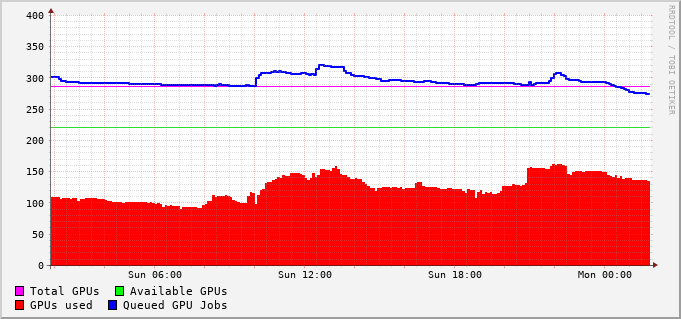 400
350
300
250
200
150
100
50
0
Sun 06:00 Sun 12:00 Sun 18:00 Mon 00:00
Total GPUs Available GPUs
GPUs used Queued GPU Jobs
RRDTOOL / TOBI OETIKER